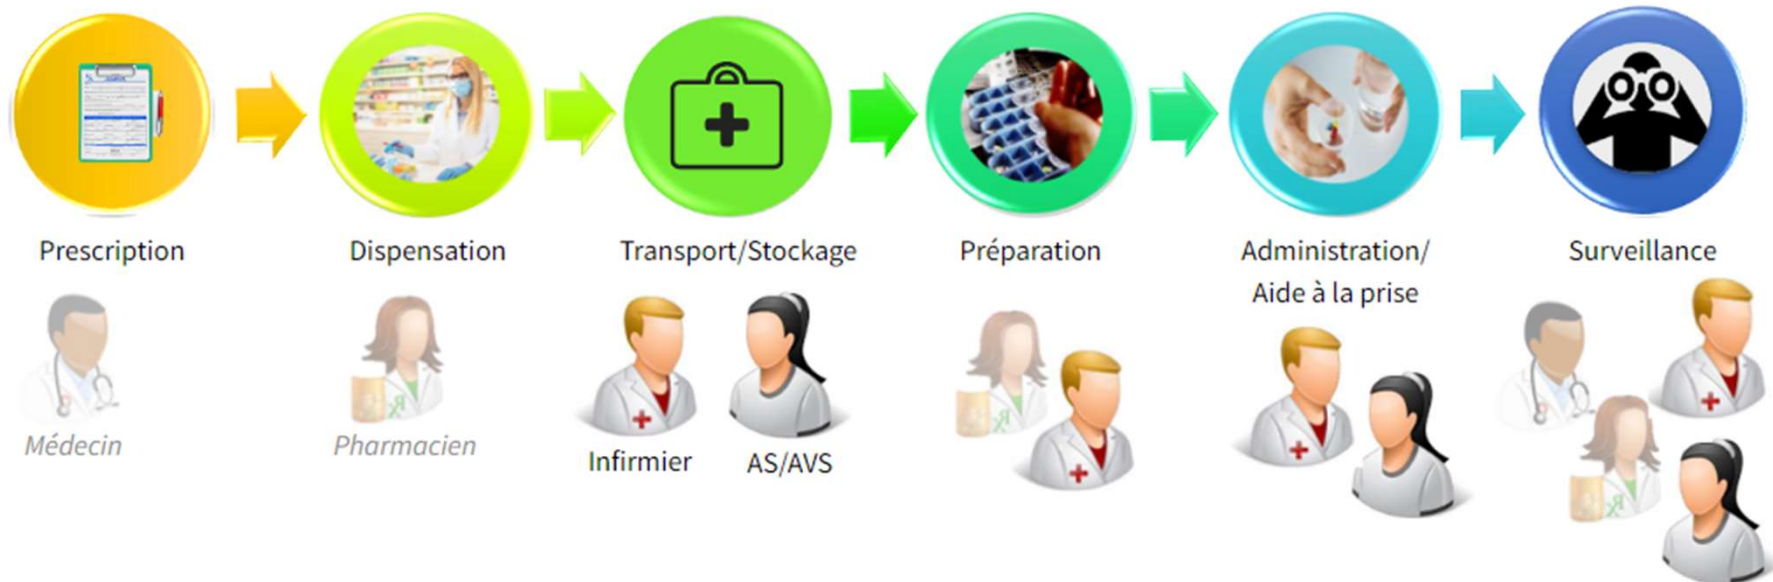 Prescription
Dispensation
Transport/Stockage
Préparation
Administration/
Aide à la prise
Surveillance
Médecin
Pharmacien
Infirmier
AS/AVS